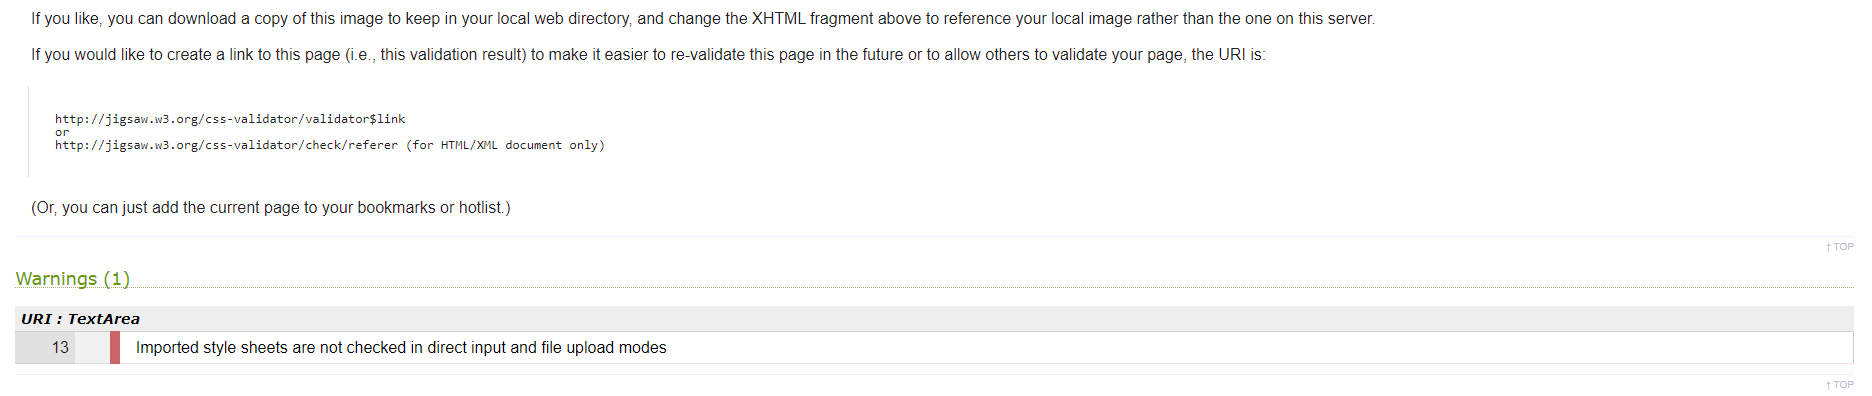 If you like, you can download a copy of this image to keep in your local web directory, and change the XHTML fragment above to reference your local image rather than the one on this server.
If you would like to create a link to this page (i.e., this validation result) to make it easier to re-validate this page in the future or to allow others to validate your page, the URI is:
http://jigsaw.w3.org/css-validator/validator$link
or
http://jigsaw.w3.org/css-validator/check/referer (for HTML/XML document only)
(Or, you can just add the current page to your bookmarks or hotlist.)
↑ TOP
Warnings (1)
URI : TextArea
13 Imported style sheets are not checked in direct input and file upload modes
↑ TOP